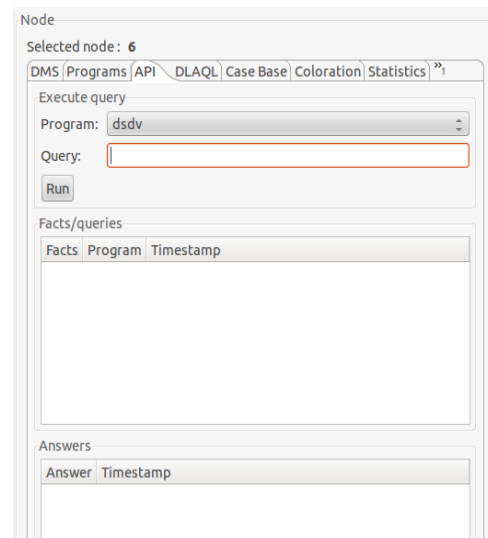 Node
Selected node : 6
DMS Programs API DLAQL Case Base Coloration Statistics »1
Execute query
Program: dsdv
Query:
Run
Facts/queries
Facts Program Timestamp
Answers
Answer Timestamp